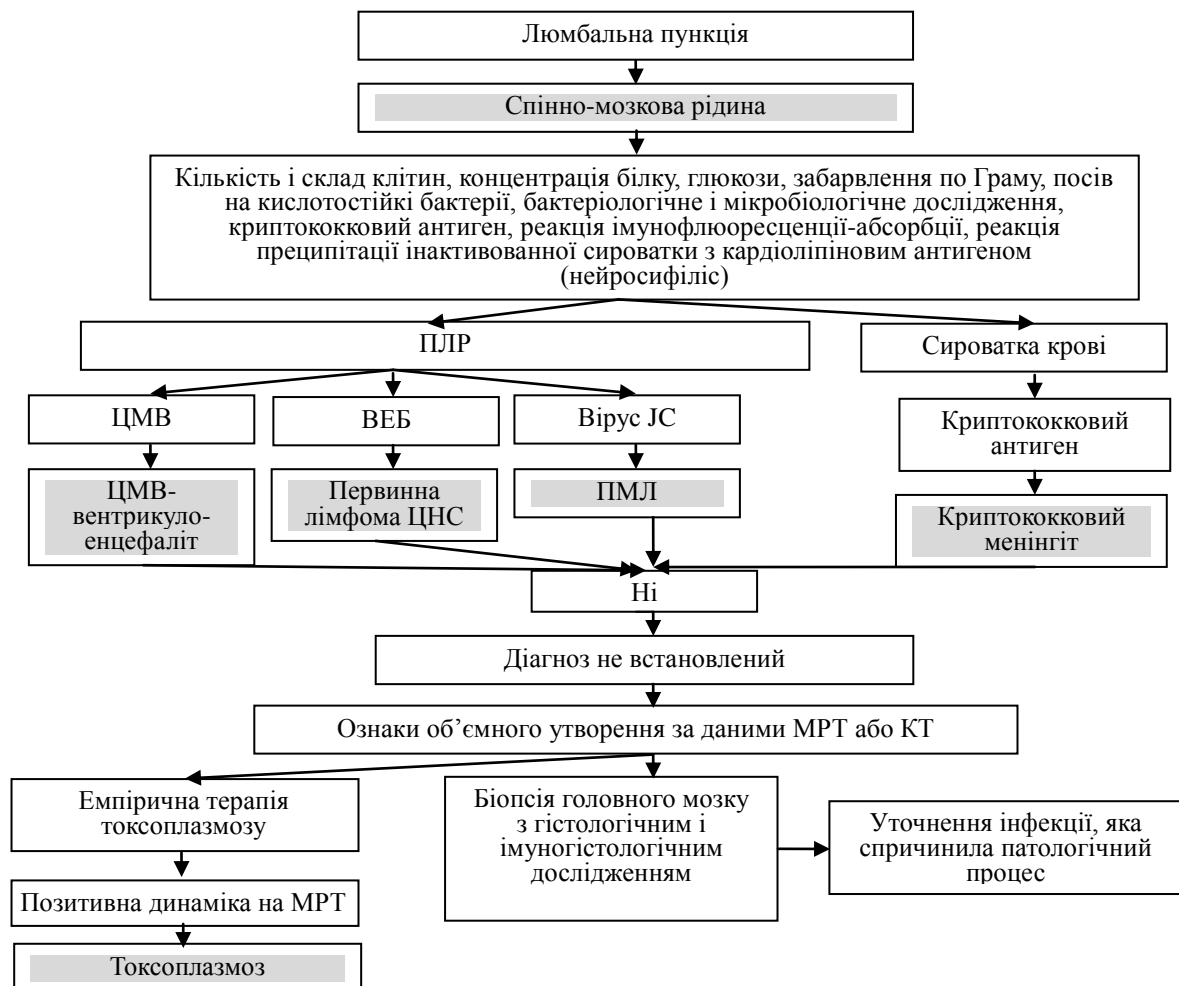 Люмбальна пункція
Спінно-мозкова рідина
Кількість і склад клітин, концентрація білку, глюкози, забарвлення по Граму, посів
на кислотостійкі бактерії, бактеріологічне і мікробіологічне дослідження,
криптококковий антиген, реакція імунофлюоресценції-абсорбції, реакція
преципітації інактивованної сироватки з кардіоліпіновим антигеном
(нейросифіліс)
ПЛР
Сироватка крові
ЦМВ
ВЕБ
Вірус JC
Криптококковий
антиген
ЦМВ-
вентрикуло-
енцефаліт
Первинна
лімфома ЦНС
ПМЛ
Криптококковий
менінгіт
Ні
Діагноз не встановлений
Ознаки об’ємного утворення за даними МРТ або КТ
Емпірична терапія
токсоплазмозу
Біопсія головного мозку
з гістологічним і
імуногістологічним
дослідженням
Уточнення інфекції, яка
спричинила патологічний
процес
Позитивна динаміка на МРТ
Токсоплазмоз